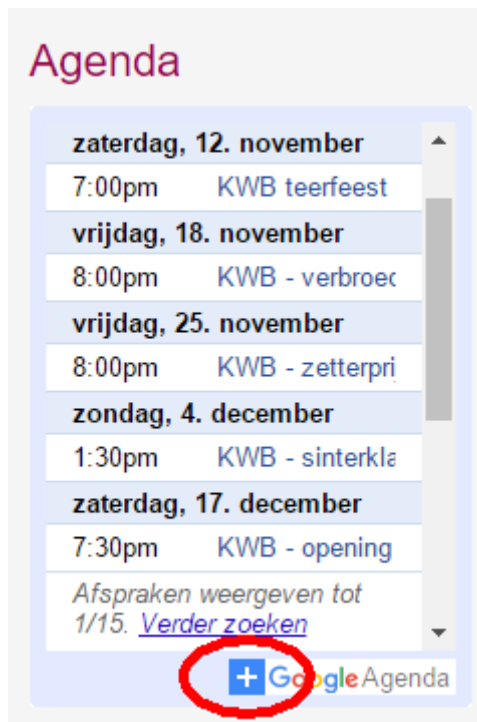 Agenda
zaterdag, 12. november
7:00pm KWB teerfeest
vrijdag, 18. november
8:00pm KWB - verbroed
vrijdag, 25. november
8:00pm KWB - zetterprij
zondag, 4. december
1:30pm KWB - sinterkla
zaterdag, 17. december
7:30pm KWB - opening
Afspraken weergeven tot
1/15. Verder zoeken
+ Google Agenda